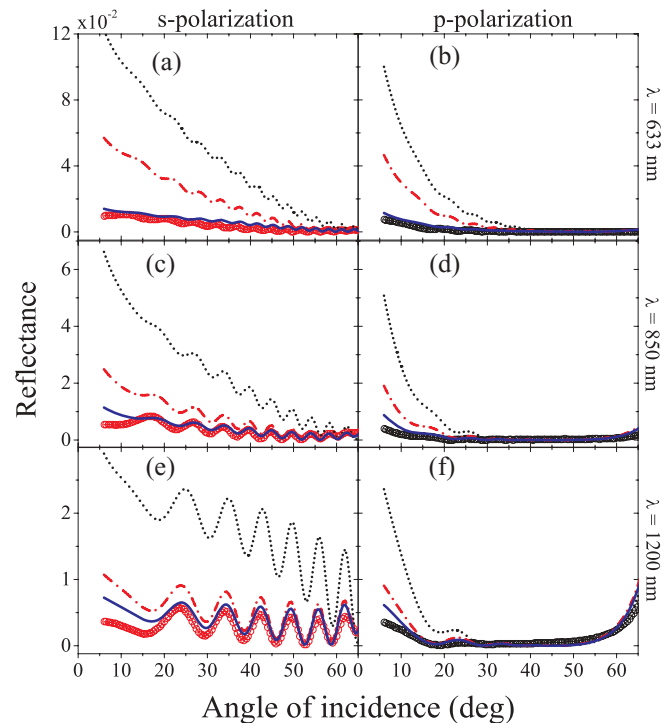 s-polarization p-polarization
x10⁻²
12
(a) (b)
8
4
0
λ = 633 nm
6
(c) (d)
4
2
0
λ = 850 nm
Reflectance
(e) (f)
2
1
0
λ = 1200 nm
0 10 20 30 40 50 60 0 10 20 30 40 50 60
Angle of incidence (deg)